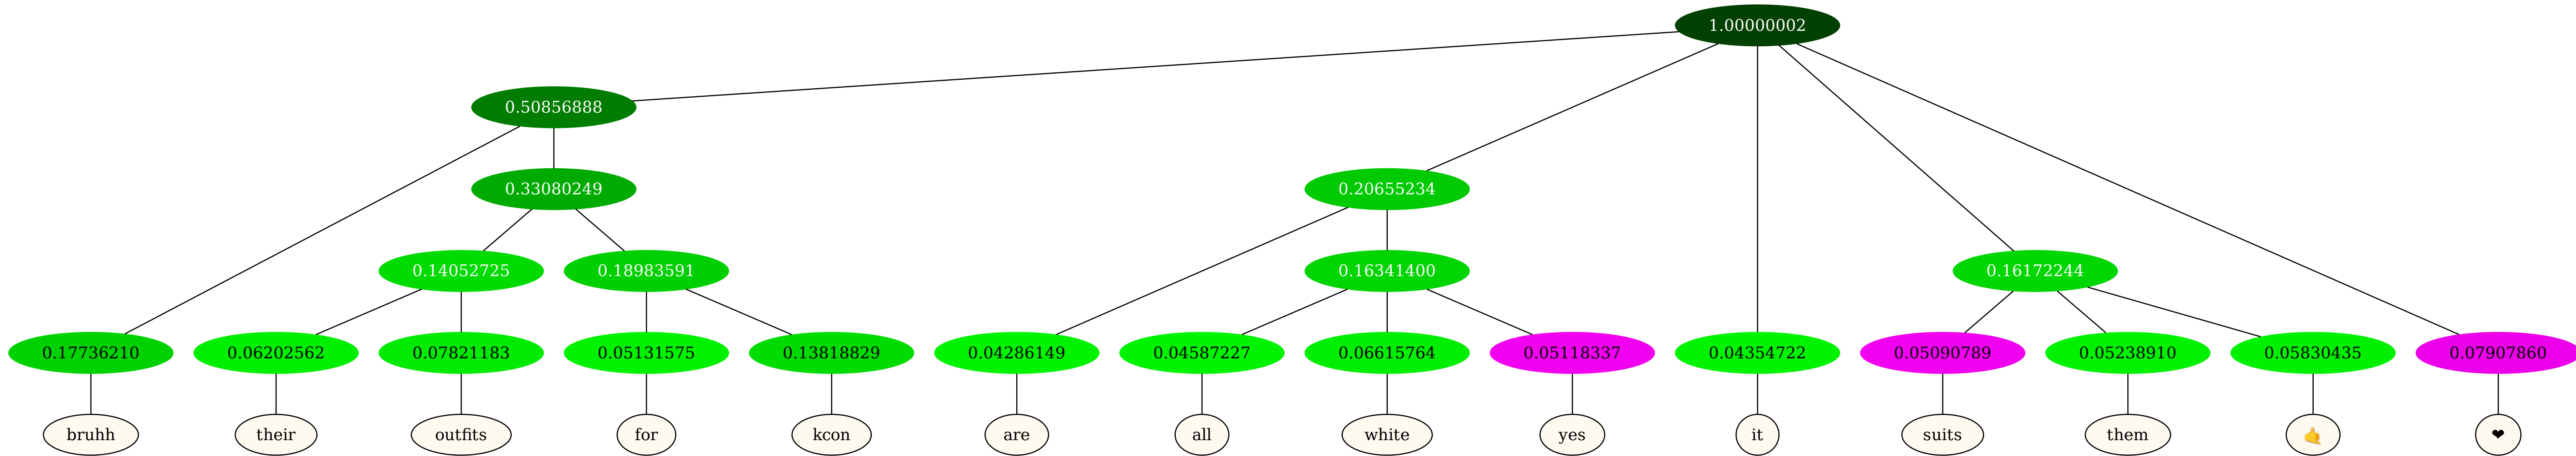 1.00000002
0.50856888
0.33080249 0.20655234
0.14052725 0.18983591 0.16341400 0.16172244
0.17736210 0.06202562 0.07821183 0.05131575 0.13818829 0.04286149 0.04587227 0.06615764 0.05118337 0.04354722 0.05090789 0.05238910 0.05830435 0.07907860
bruhh their outfits for kcon are all white yes it suits them 🤙 ❤